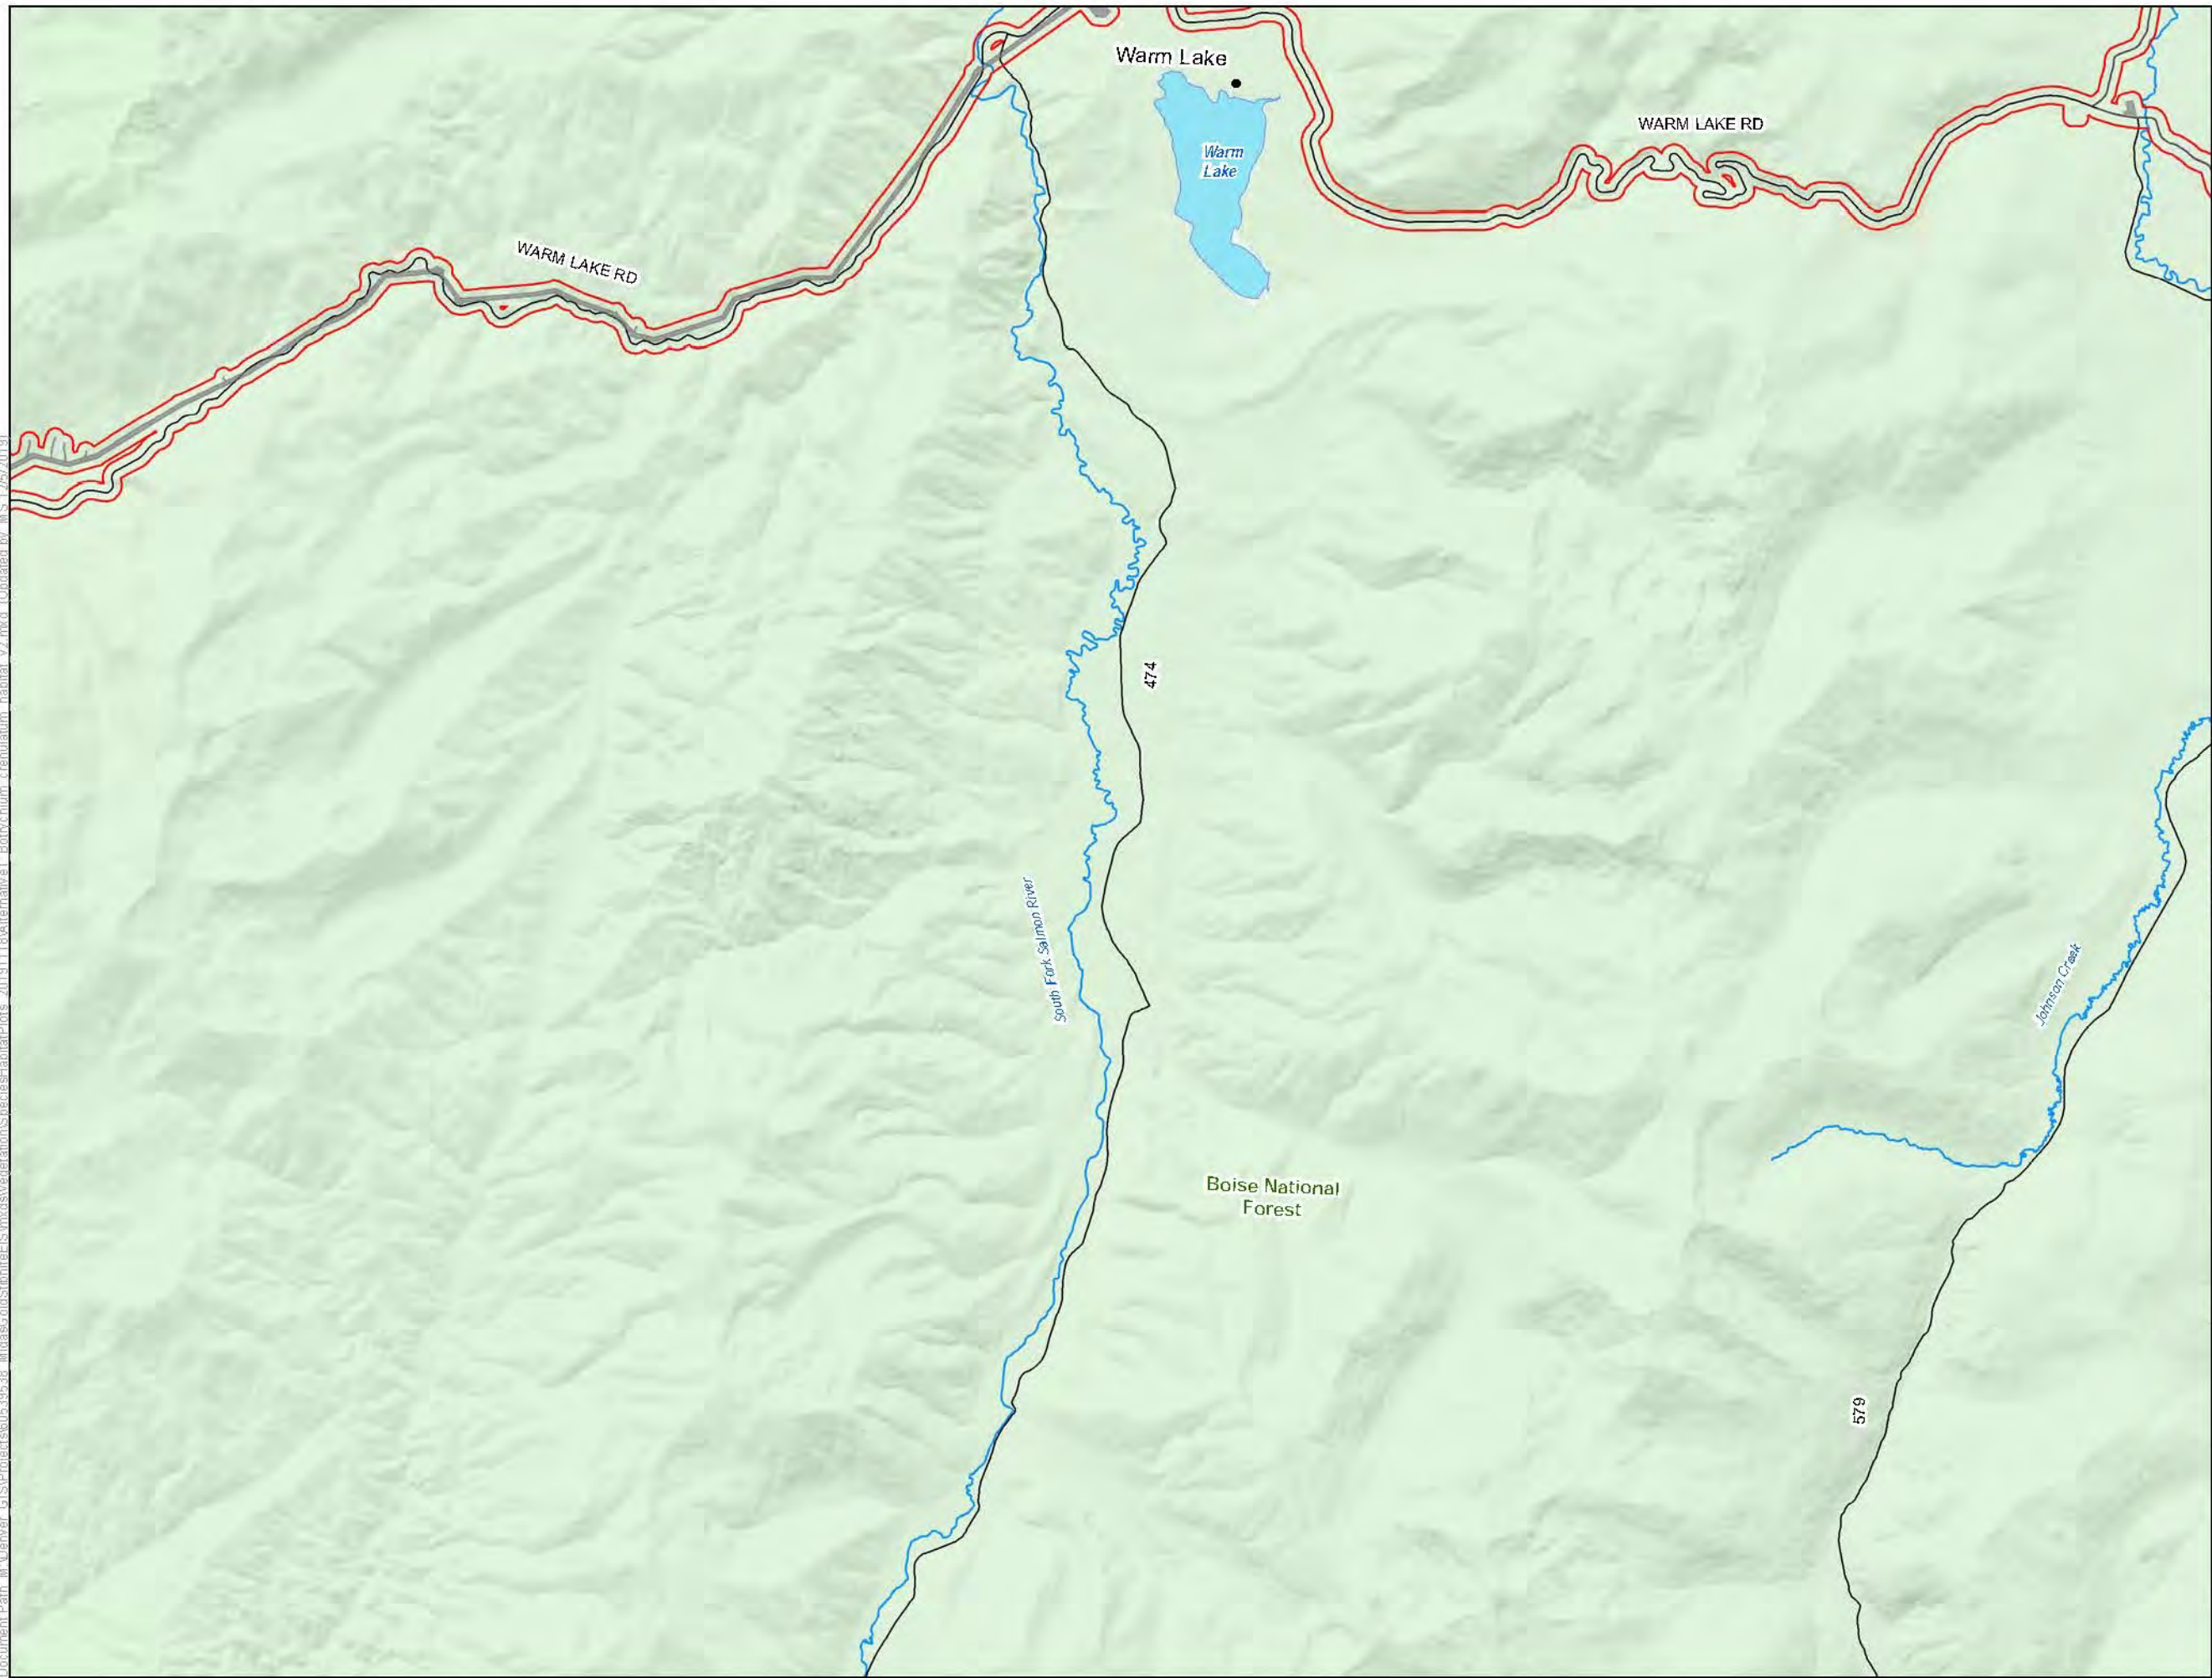 Warm Lake
WARM LAKE RD
Warm
Lake
WARM LAKE RD
474
South Fork Salmon River
Johnson Creek
Boise National
Forest
579